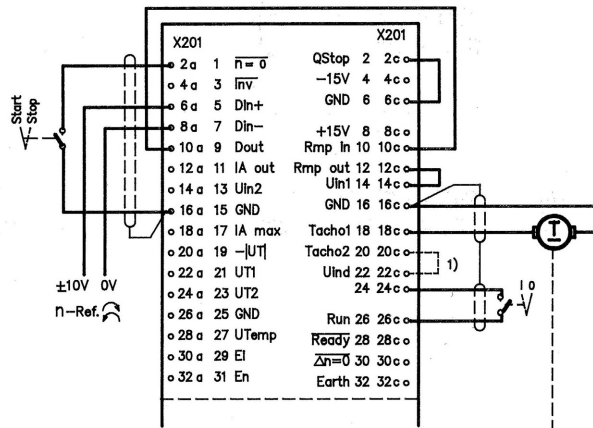 X201 X201
2a 1 n=0 QStop 2 2c
4a 3 Inv −15V 4 4c
6a 5 DIn+ GND 6 6c
8a 7 Din− +15V 8 8c
10a 9 Dout Rmp in 10 10c
12a 11 IA out Rmp out 12 12c
14a 13 Uin2 Uin1 14 14c
16a 15 GND GND 16 16c
18a 17 IA max Tacho1 18 18c
20a 19 −|UT| Tacho2 20 20c
22a 21 UT1 Uind 22 22c
24a 23 UT2 24 24c
26a 25 GND Run 26 26c
28a 27 UTemp Ready 28 28c
30a 29 EI Δn=0 30 30c
32a 31 En Earth 32 32c
Start
Stop
±10V 0V
n-Ref.
1)
I 0
T